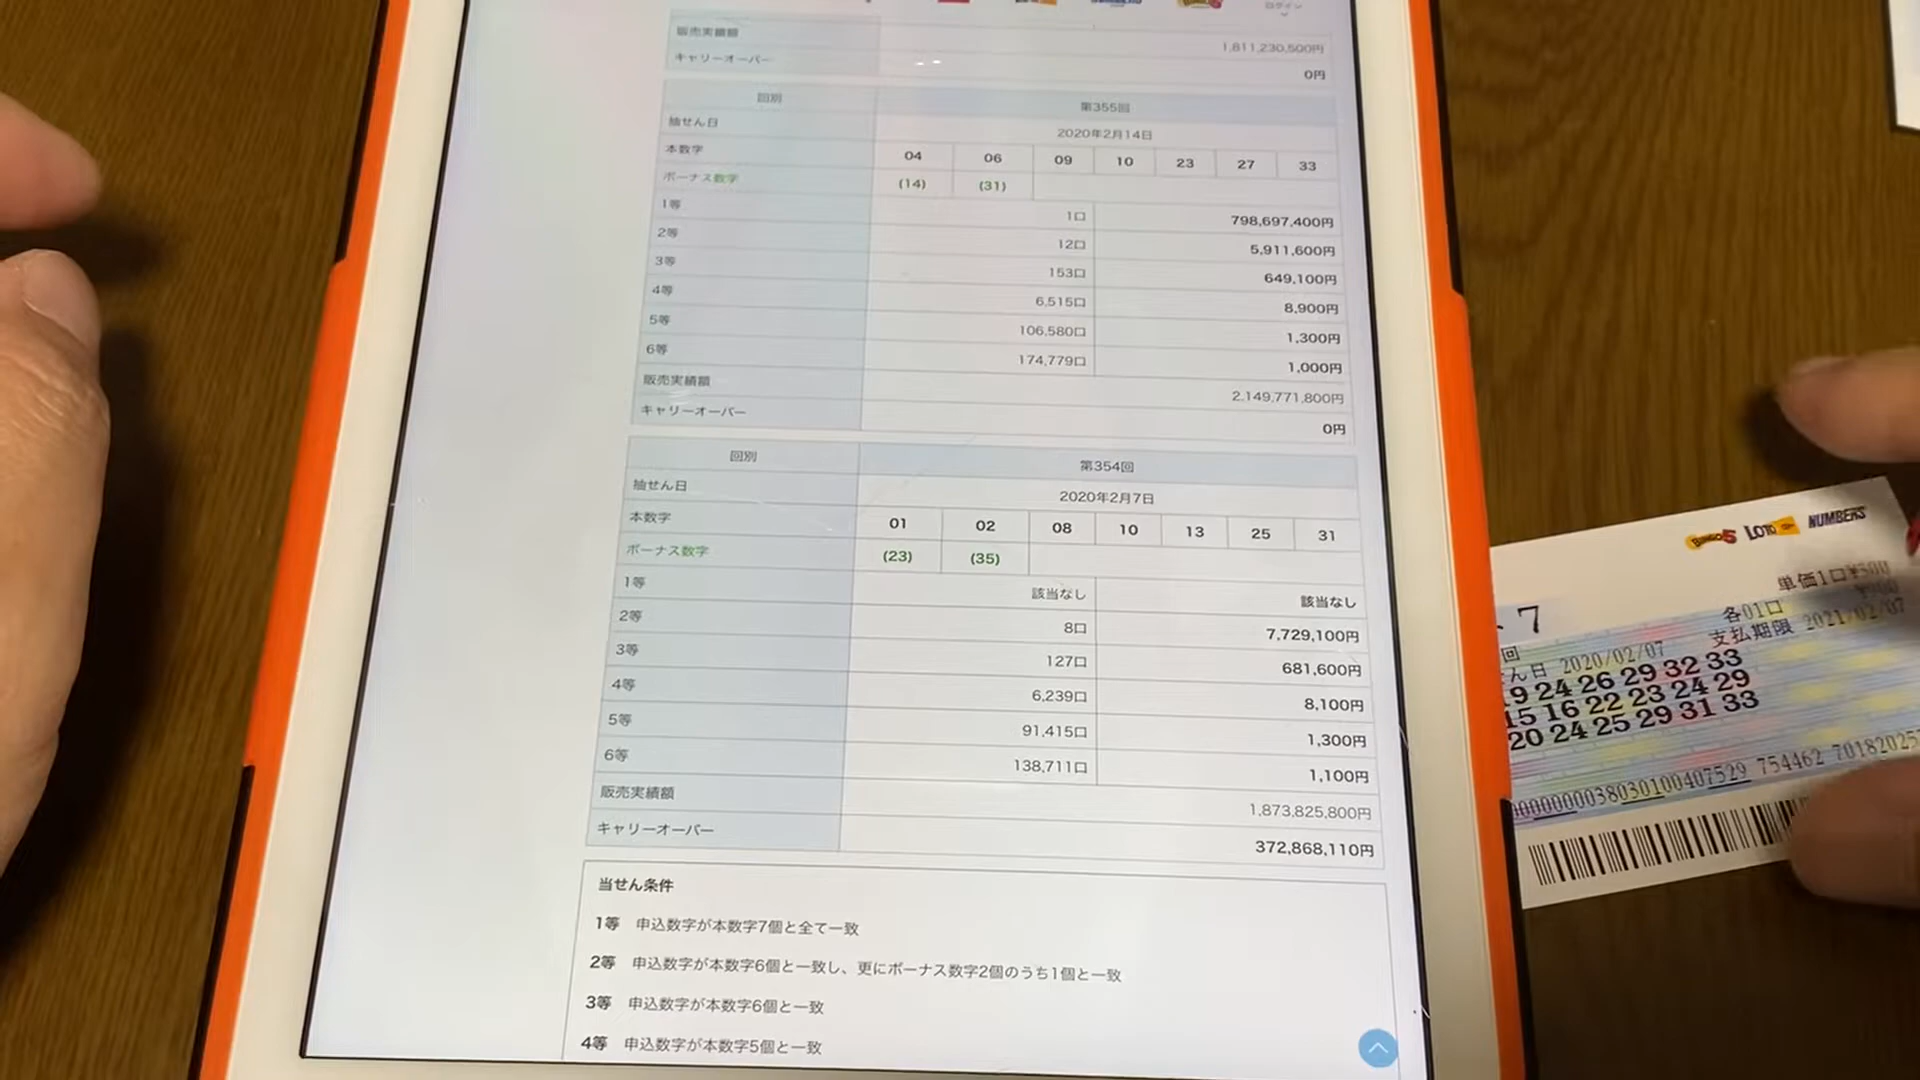 ログイン
販売実績額 1,811,230,500円
キャリーオーバー 0円
回別 第355回
抽せん日 2020年2月14日
本数字 04 06 09 10 23 27 33
ボーナス数字 (14) (31)
1等 1口 798,697,400円
2等 12口 5,911,600円
3等 153口 649,100円
4等 6,515口 8,900円
5等 106,580口 1,300円
6等 174,779口 1,000円
販売実績額 2,149,771,800円
キャリーオーバー 0円
回別 第354回
抽せん日 2020年2月7日
本数字 01 02 08 10 13 25 31
ボーナス数字 (23) (35)
1等 該当なし 該当なし
2等 8口 7,729,100円
3等 127口 681,600円
4等 6,239口 8,100円
5等 91,415口 1,300円
6等 138,711口 1,100円
販売実績額 1,873,825,800円
キャリーオーバー 372,868,110円
当せん条件
1等 申込数字が本数字7個と全て一致
2等 申込数字が本数字6個と一致し、更にボーナス数字2個のうち1個と一致
3等 申込数字が本数字6個と一致
4等 申込数字が本数字5個と一致
BINGO5 LOTO NUMBERS
単価1口¥300
7 各01口
回 支払期限 2021/02/07
ん日 2020/02/07
19 24 26 29 32 33
15 16 22 23 24 29
20 24 25 29 31 33
00000000038030100407529 754462 70182025